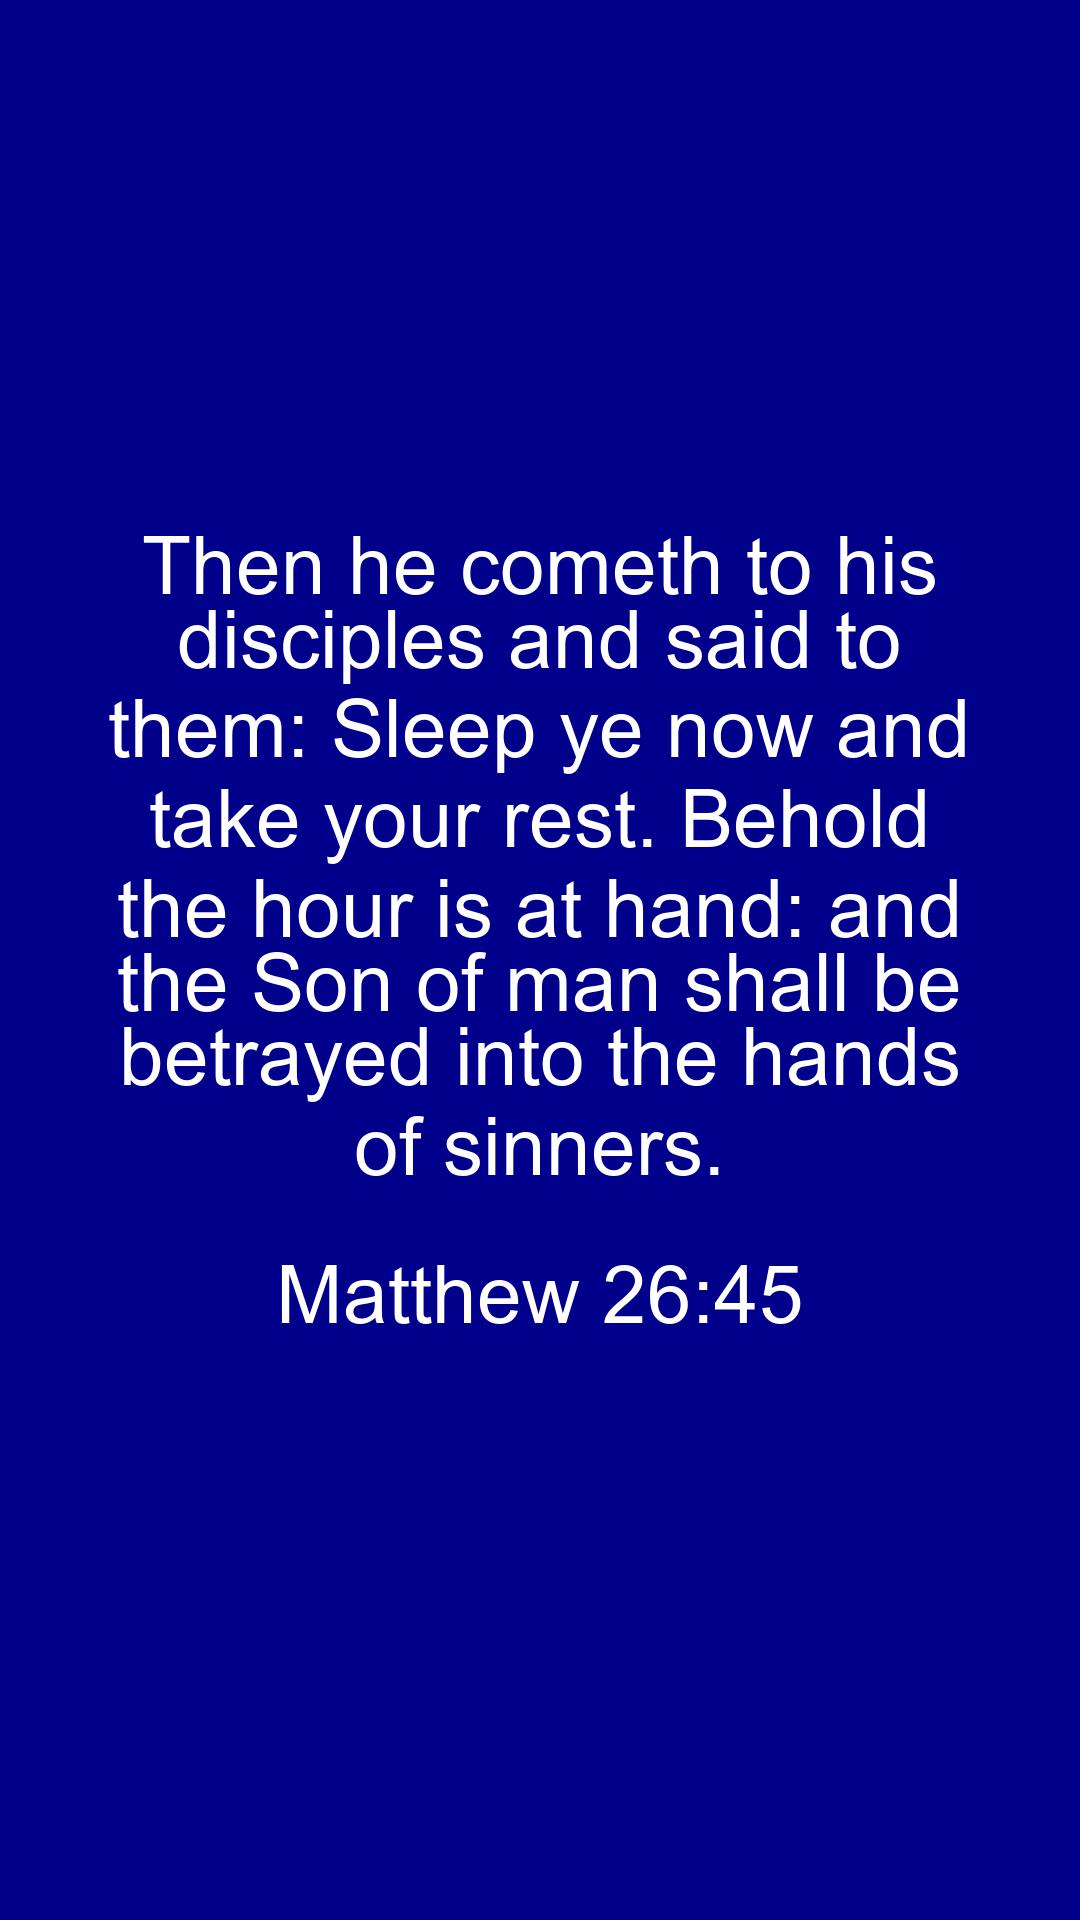 Then he cometh to his
disciples and said to
them: Sleep ye now and
take your rest. Behold
the hour is at hand: and
the Son of man shall be
betrayed into the hands
of sinners.
Matthew 26:45